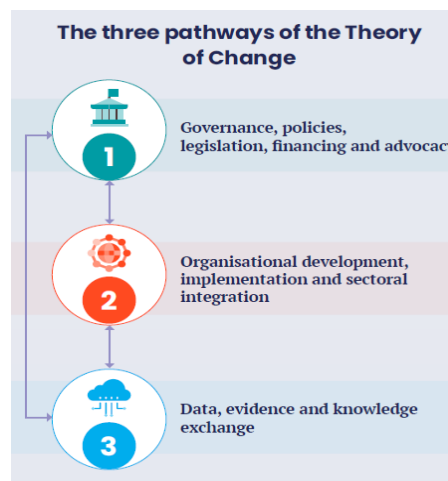 The three pathways of the Theory
of Change
1
Governance, policies,
legislation, financing and advocac
2
Organisational development,
implementation and sectoral
integration
3
Data, evidence and knowledge
exchange